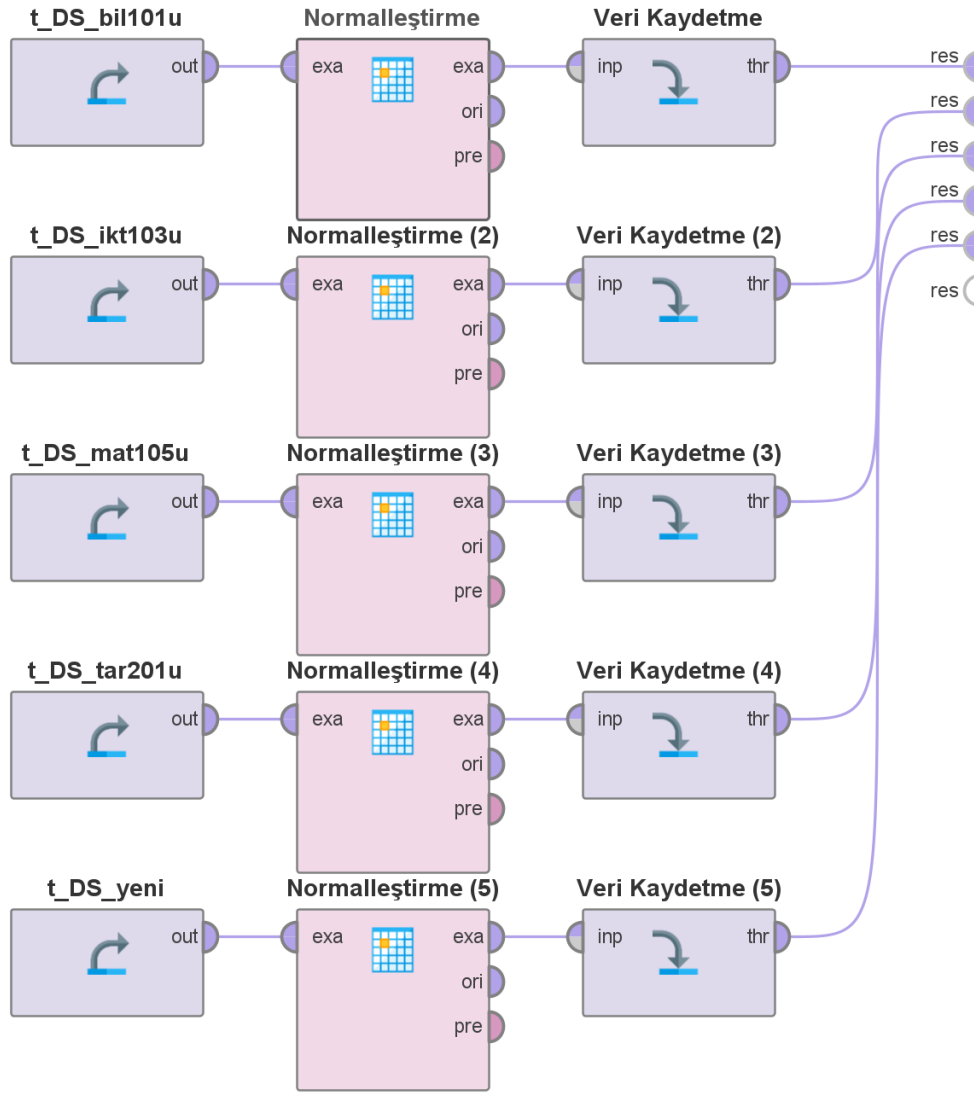 t_DS_bil101u Normalleştirme Veri Kaydetme
out exa exa inp thr res
ori res
pre res
res
t_DS_ikt103u Normalleştirme (2) Veri Kaydetme (2) res
out exa exa inp thr res
ori
pre
t_DS_mat105u Normalleştirme (3) Veri Kaydetme (3)
out exa exa inp thr
ori
pre
t_DS_tar201u Normalleştirme (4) Veri Kaydetme (4)
out exa exa inp thr
ori
pre
t_DS_yeni Normalleştirme (5) Veri Kaydetme (5)
out exa exa inp thr
ori
pre